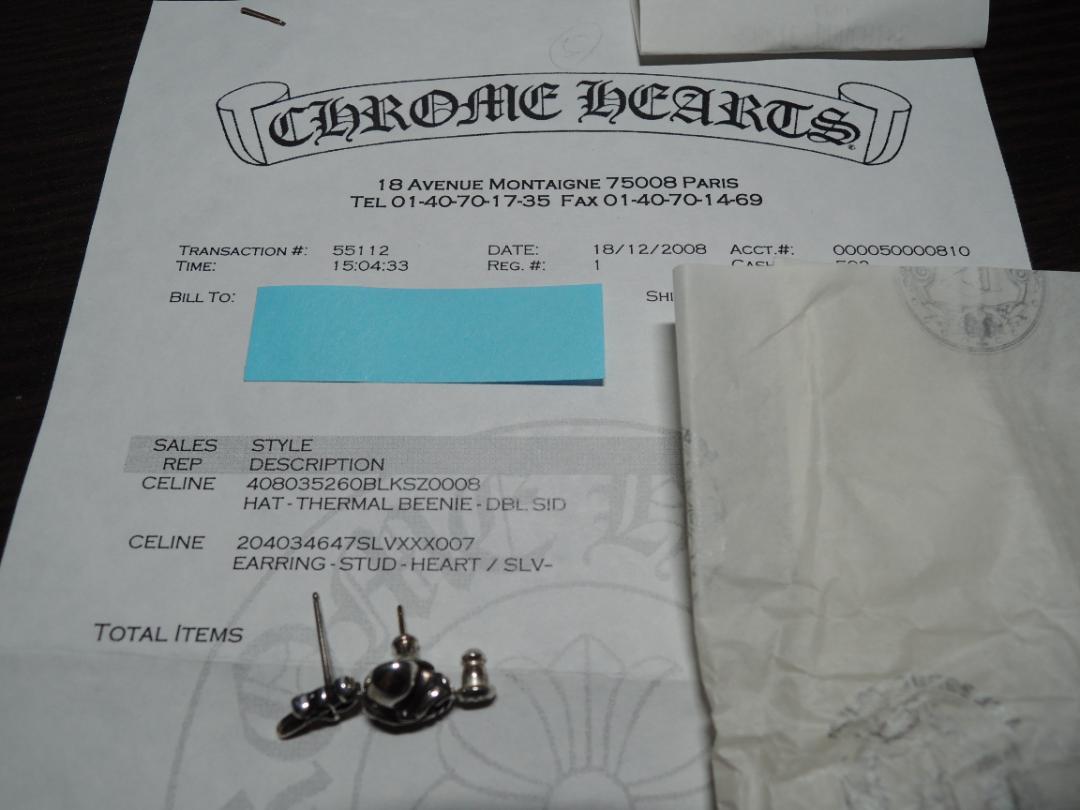 CHROME HEARTS®
18 AVENUE MONTAIGNE 75008 PARIS
TEL 01-40-70-17-35 FAX 01-40-70-14-69
TRANSACTION #: 55112 DATE: 18/12/2008 ACCT.#: 000050000810
TIME: 15:04:33 REG. #: 1
BILL TO:
SALES STYLE
REP DESCRIPTION
CELINE 408035260BLKSZ0008
HAT - THERMAL BEENIE - DBL SID
CELINE 204034647SLVXXX007
EARRING - STUD - HEART / SLV-
TOTAL ITEMS